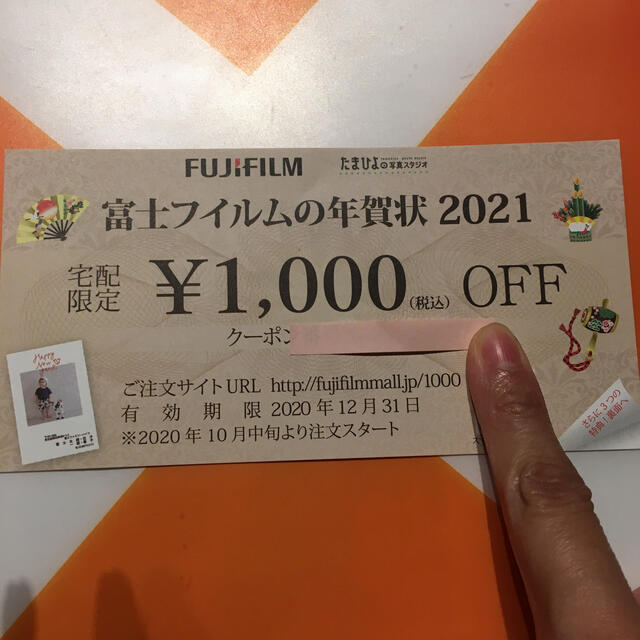 FUJIFILM たまひよの写真スタジオ
富士フイルムの年賀状 2021
宅配限定 ¥1,000(税込) OFF
クーポン
Happy New Year
ご注文サイト URL http://fujifilmmall.jp/1000
有効期限 2020年12月31日
※2020年10月中旬より注文スタート
さらに3つの
特典!裏面へ